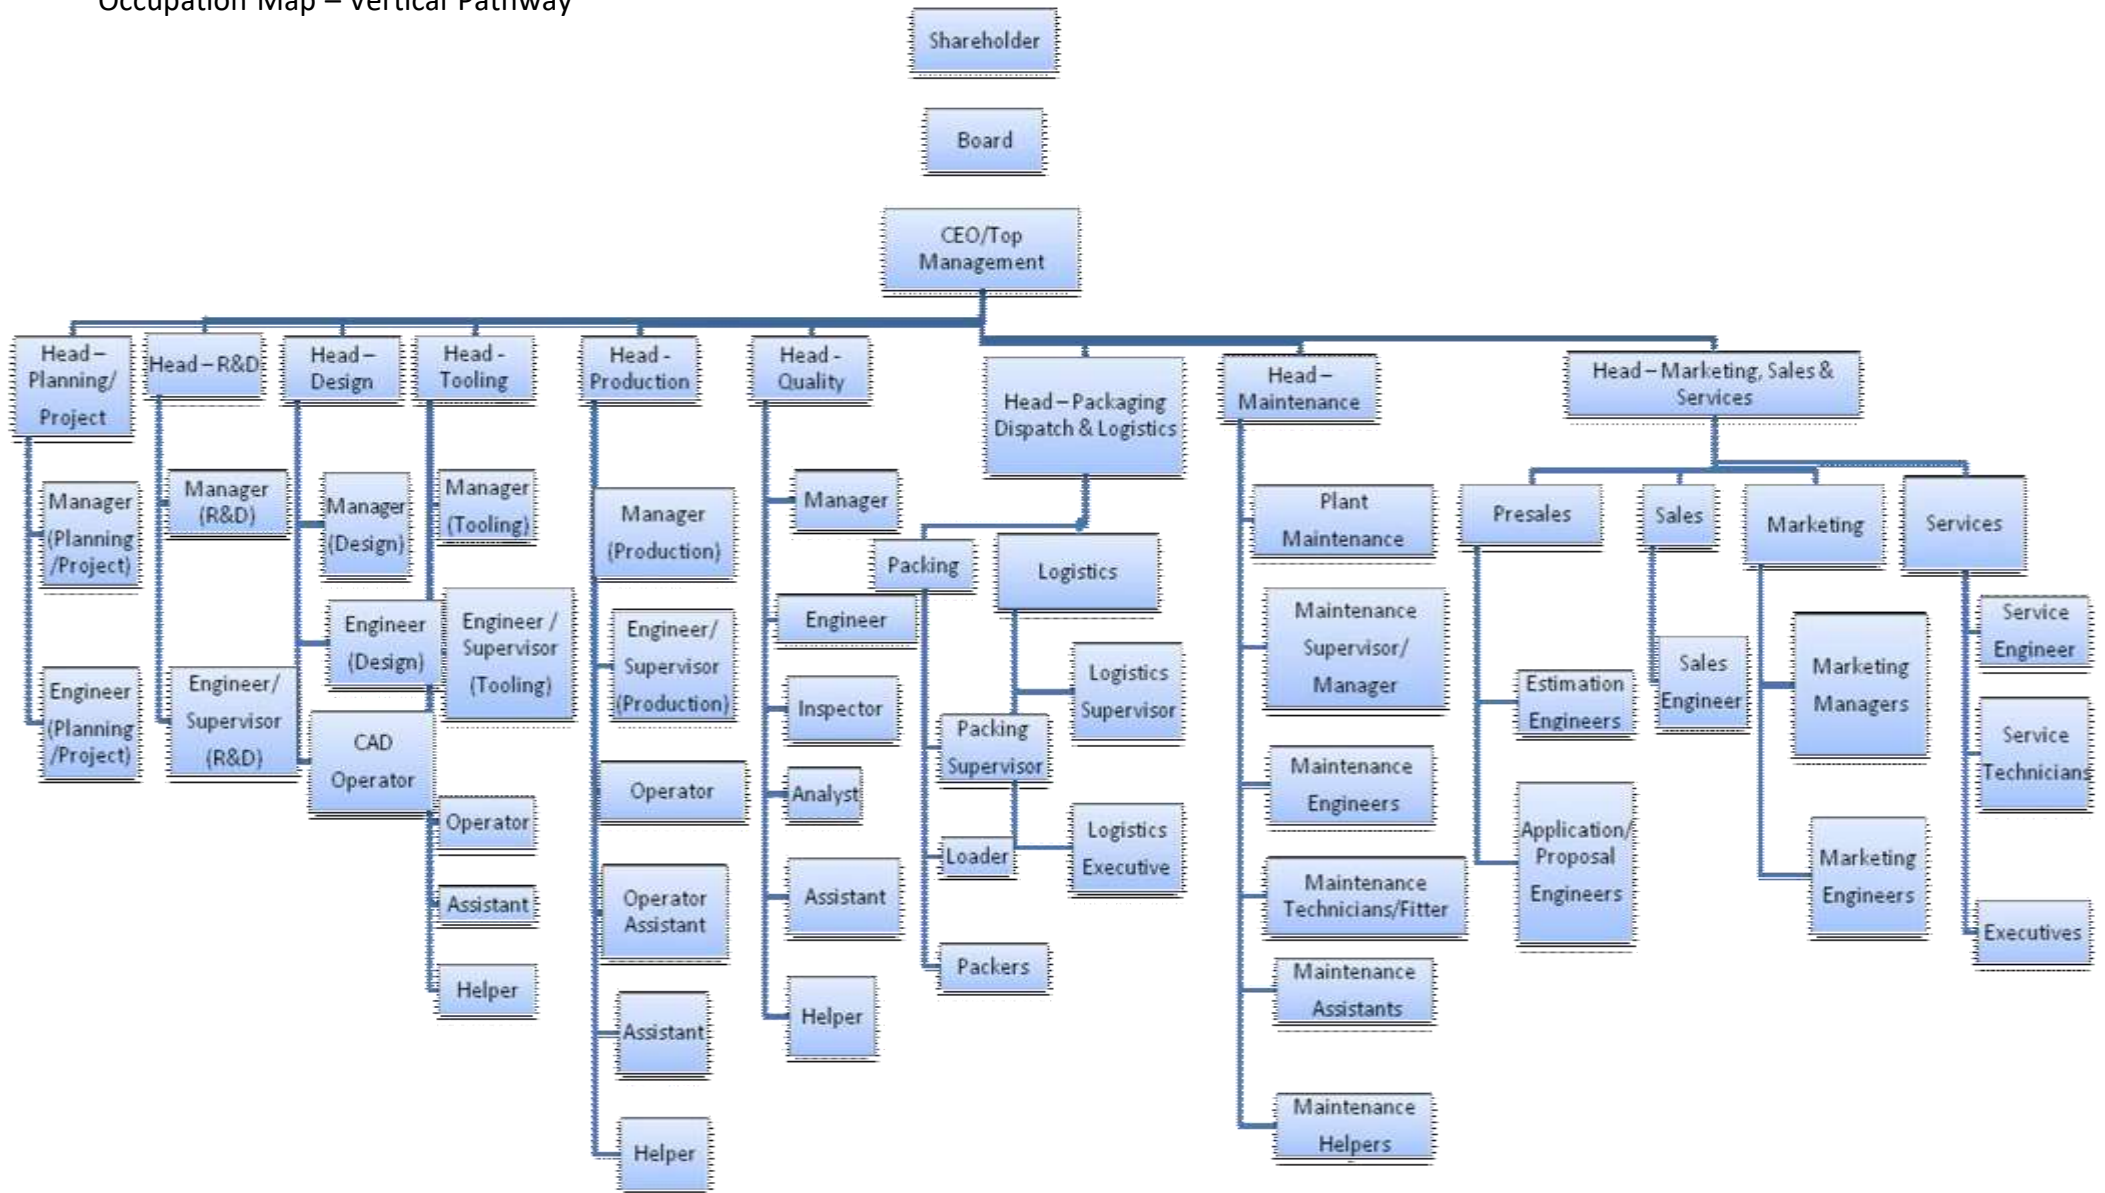 Occupation Map – Vertical Pathway
Shareholder
Board
CEO/Top
Management
Head –
Planning/
Project
Manager
(Planning
/Project)
Engineer
(Planning
/Project)
Head – R&D
Manager
(R&D)
Engineer/
Supervisor
(R&D)
Head –
Design
Manager
(Design)
Engineer
(Design)
CAD
Operator
Head -
Tooling
Manager
(Tooling)
Engineer /
Supervisor
(Tooling)
Operator
Assistant
Helper
Head -
Production
Manager
(Production)
Engineer/
Supervisor
(Production)
Operator
Operator
Assistant
Assistant
Helper
Head -
Quality
Manager
Engineer
Inspector
Analyst
Assistant
Helper
Head – Packaging
Dispatch & Logistics
Packing
Packing
Supervisor
Loader
Packers
Logistics
Logistics
Supervisor
Logistics
Executive
Head –
Maintenance
Plant
Maintenance
Maintenance
Supervisor/
Manager
Maintenance
Engineers
Maintenance
Technicians/Fitter
Maintenance
Assistants
Maintenance
Helpers
Head – Marketing, Sales &
Services
Presales
Estimation
Engineers
Application/
Proposal
Engineers
Sales
Sales
Engineer
Marketing
Marketing
Managers
Marketing
Engineers
Services
Service
Engineer
Service
Technicians
Executives